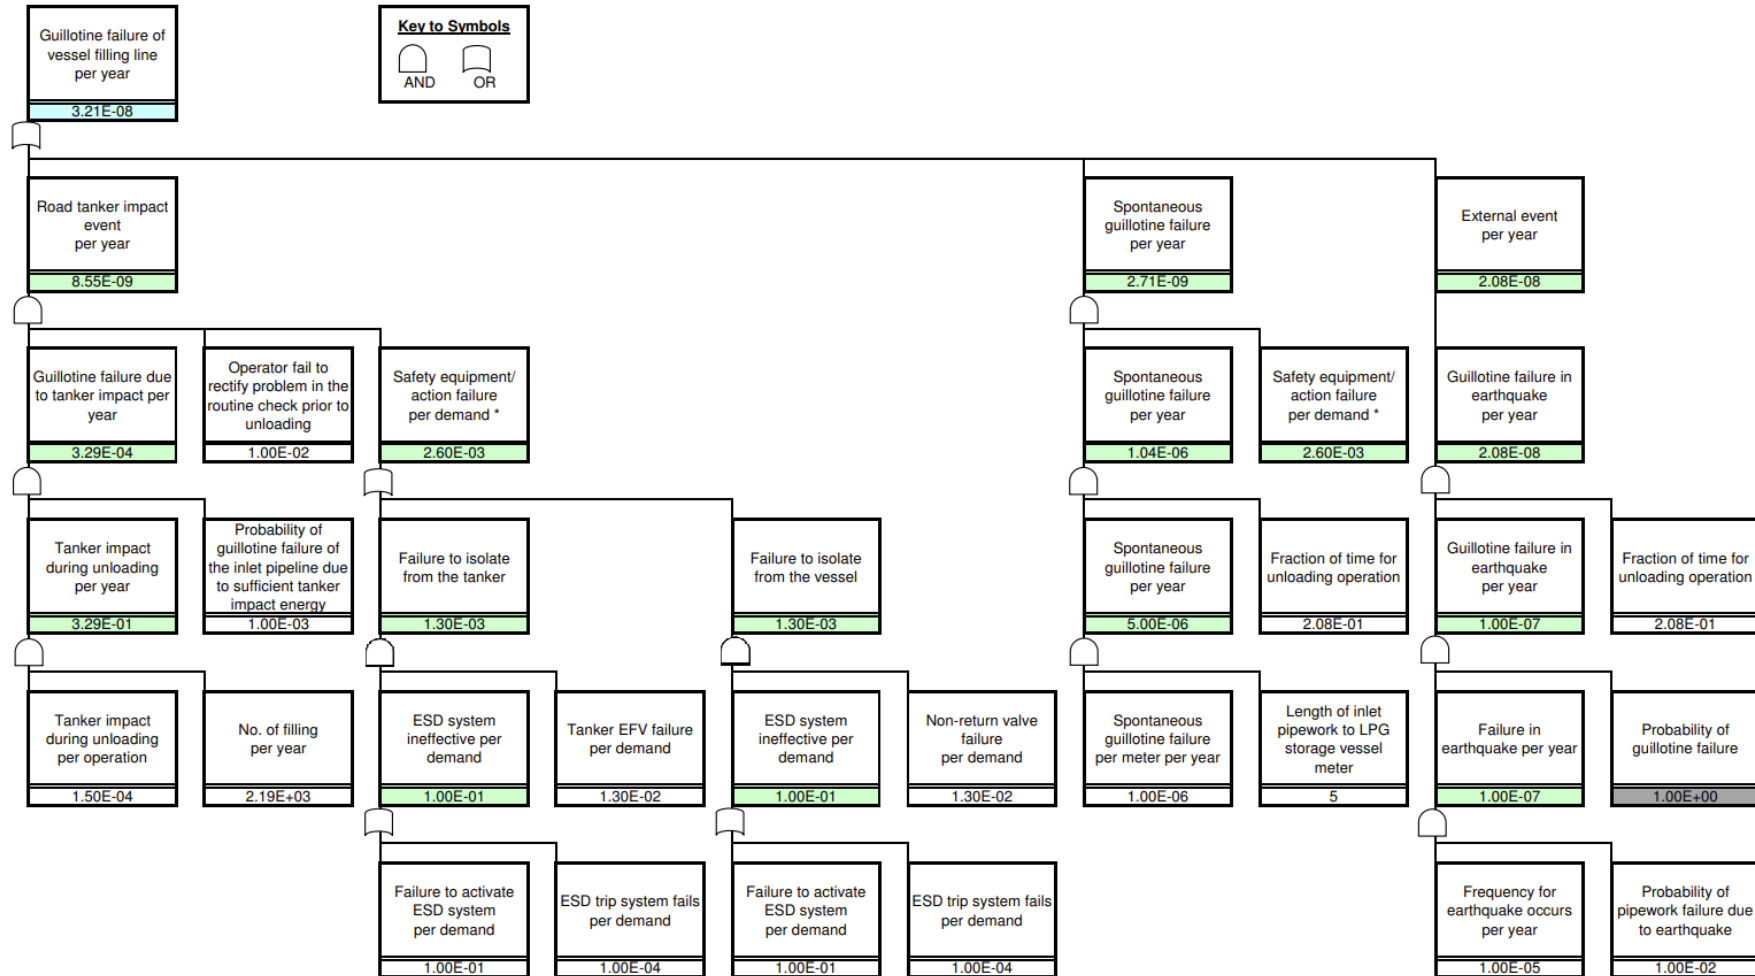 Guillotine failure of
vessel filling line
per year
3.21E-08
Key to Symbols
AND
OR
Road tanker impact
event
per year
8.55E-09
Spontaneous
guillotine failure
per year
2.71E-09
External event
per year
2.08E-08
Guillotine failure due
to tanker impact per
year
3.29E-04
Operator fail to
rectify problem in the
routine check prior to
unloading
1.00E-02
Safety equipment/
action failure
per demand *
2.60E-03
Spontaneous
guillotine failure
per year
1.04E-06
Safety equipment/
action failure
per demand *
2.60E-03
Guillotine failure in
earthquake
per year
2.08E-08
Tanker impact
during unloading
per year
3.29E-01
Probability of
guillotine failure of
the inlet pipeline due
to sufficient tanker
impact energy
1.00E-03
Failure to isolate
from the tanker
1.30E-03
Failure to isolate
from the vessel
1.30E-03
Spontaneous
guillotine failure
per year
5.00E-06
Fraction of time for
unloading operation
2.08E-01
Guillotine failure in
earthquake
per year
1.00E-07
Fraction of time for
unloading operation
2.08E-01
Tanker impact
during unloading
per operation
1.50E-04
No. of filling
per year
2.19E+03
ESD system
ineffective per
demand
1.00E-01
Tanker EFV failure
per demand
1.30E-02
ESD system
ineffective per
demand
1.00E-01
Non-return valve
failure
per demand
1.30E-02
Spontaneous
guillotine failure
per meter per year
1.00E-06
Length of inlet
pipework to LPG
storage vessel
meter
5
Failure in
earthquake per year
1.00E-07
Probability of
guillotine failure
1.00E+00
Failure to activate
ESD system
per demand
1.00E-01
ESD trip system fails
per demand
1.00E-04
Failure to activate
ESD system
per demand
1.00E-01
ESD trip system fails
per demand
1.00E-04
Frequency for
earthquake occurs
per year
1.00E-05
Probability of
pipework failure due
to earthquake
1.00E-02